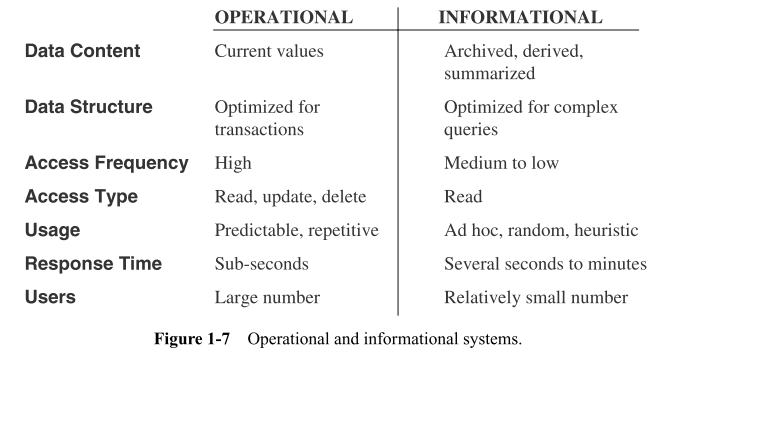 OPERATIONAL INFORMATIONAL
Data Content Current values Archived, derived,
summarized
Data Structure Optimized for Optimized for complex
transactions queries
Access Frequency High Medium to low
Access Type Read, update, delete Read
Usage Predictable, repetitive Ad hoc, random, heuristic
Response Time Sub-seconds Several seconds to minutes
Users Large number Relatively small number
Figure 1-7 Operational and informational systems.